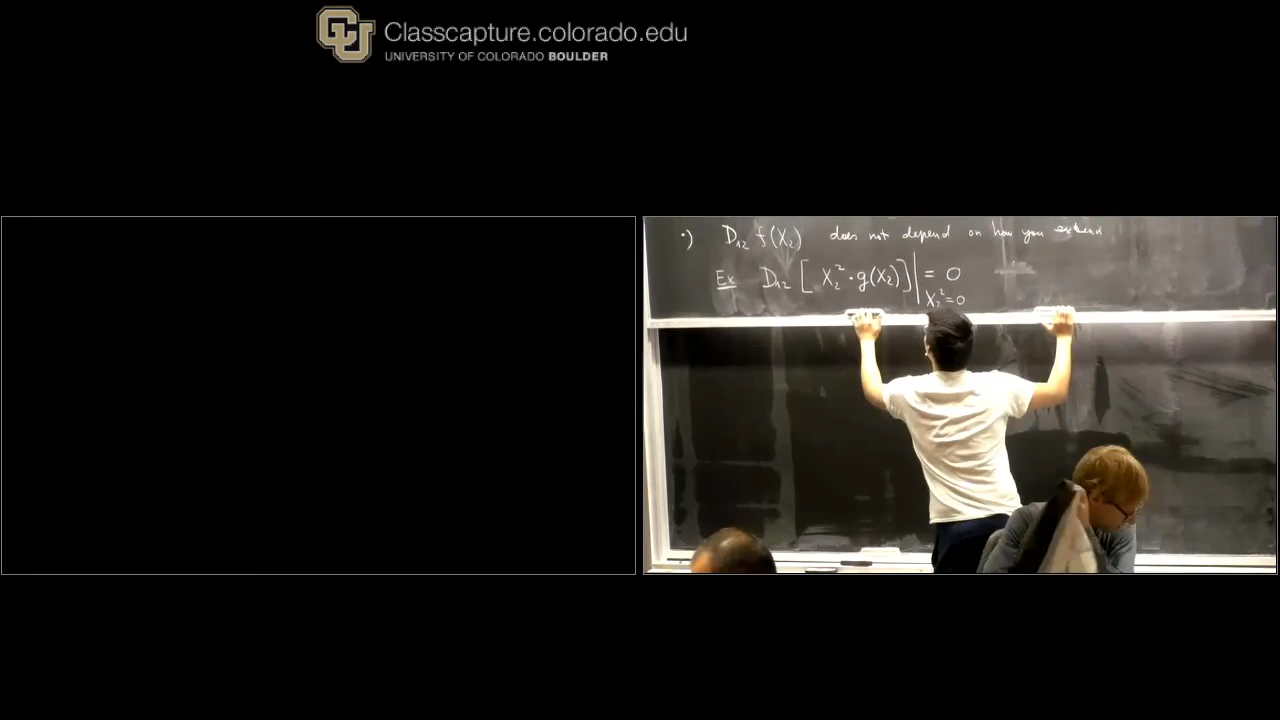 Classcapture.colorado.edu
UNIVERSITY OF COLORADO BOULDER
•) D₁₂ f(X₂) does not depend on how you extend
Ex D₁₂ [ X₂² · g(X₂) ] | = 0
X₂²=0